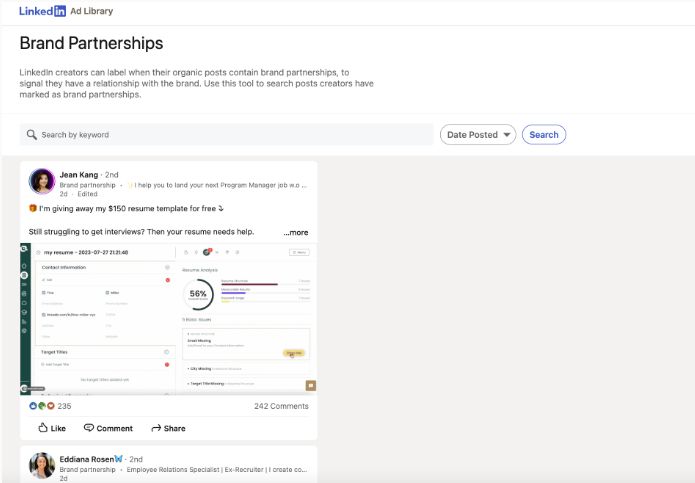 LinkedIn Ad Library
Brand Partnerships
LinkedIn creators can label when their organic posts contain brand partnerships, to
signal they have a relationship with the brand. Use this tool to search posts creators have
marked as brand partnerships.
Search by keyword
Date Posted
Search
Jean Kang · 2nd
Brand partnership · I help you to land your next Program Manager job w.o ...
2d · Edited
I'm giving away my $150 resume template for free
Still struggling to get interviews? Then your resume needs help.
...more
my resume - 2023-07-27 21:21:48
Contact Information
Resume Analysis
56%
Email Missing
Target Titles
City Missing
No target titles added yet
Target Title Missing
235
242 Comments
Like
Comment
Share
Eddiana Rosen · 2nd
Brand partnership · Employee Relations Specialist | Ex-Recruiter | I create co...
2d